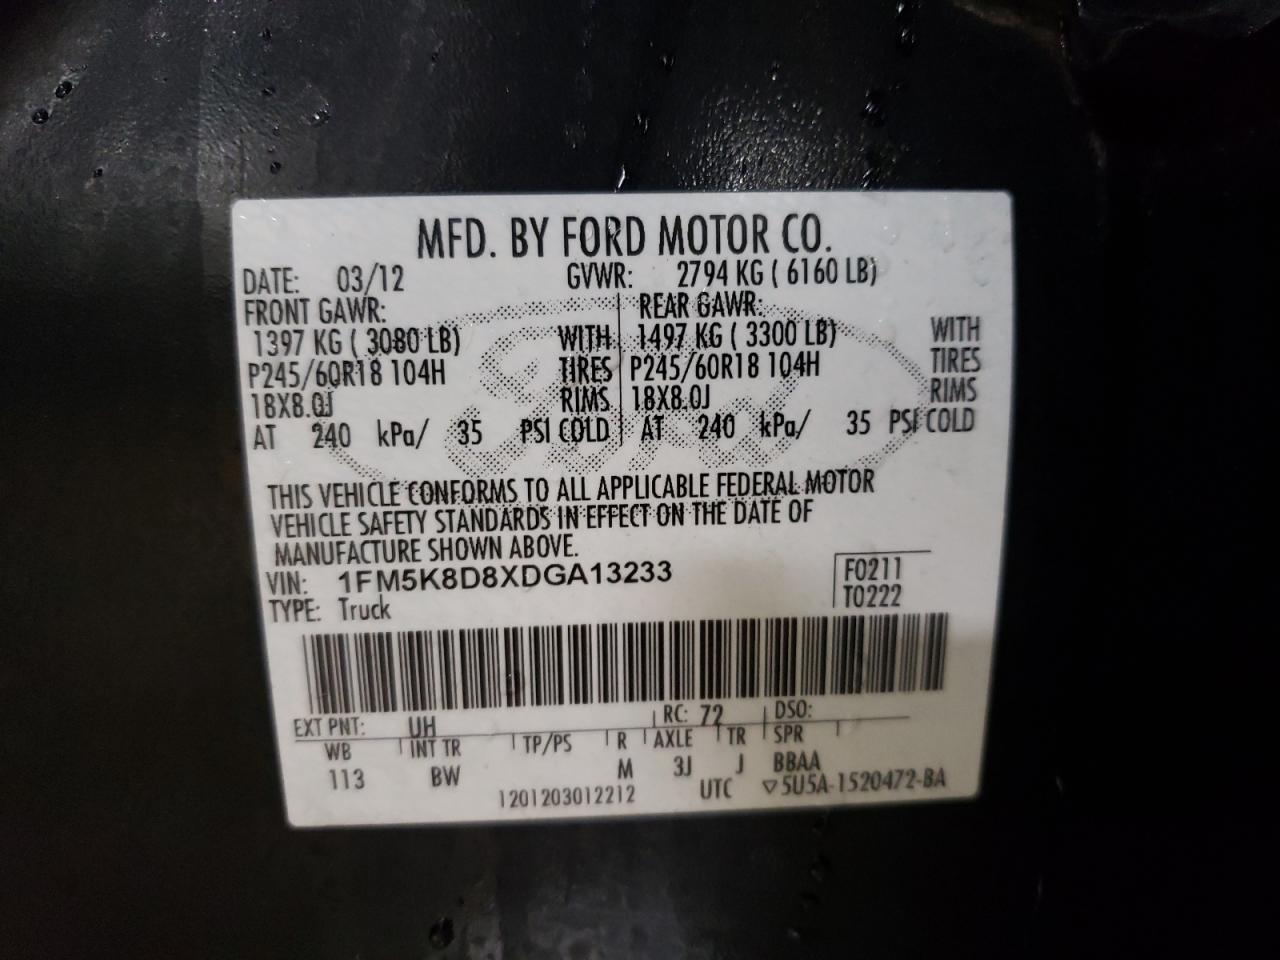 MFD. BY FORD MOTOR CO.
DATE: 03/12 GVWR: 2794 KG ( 6160 LB)
FRONT GAWR: REAR GAWR:
1397 KG ( 3080 LB) WITH 1497 KG ( 3300 LB) WITH
P245/60R18 104H TIRES P245/60R18 104H TIRES
18X8.0J RIMS 18X8.0J RIMS
AT 240 kPa/ 35 PSI COLD AT 240 kPa/ 35 PSI COLD
THIS VEHICLE CONFORMS TO ALL APPLICABLE FEDERAL MOTOR
VEHICLE SAFETY STANDARDS IN EFFECT ON THE DATE OF
MANUFACTURE SHOWN ABOVE.
VIN: 1FM5K8D8XDGA13233 F0211
TYPE: Truck T0222
EXT PNT: UH RC: 72 DSO:
WB INT TR TP/PS R AXLE TR SPR
113 BW M 3J J BBAA
1201203012212 UTC ▽5U5A-1520472-BA